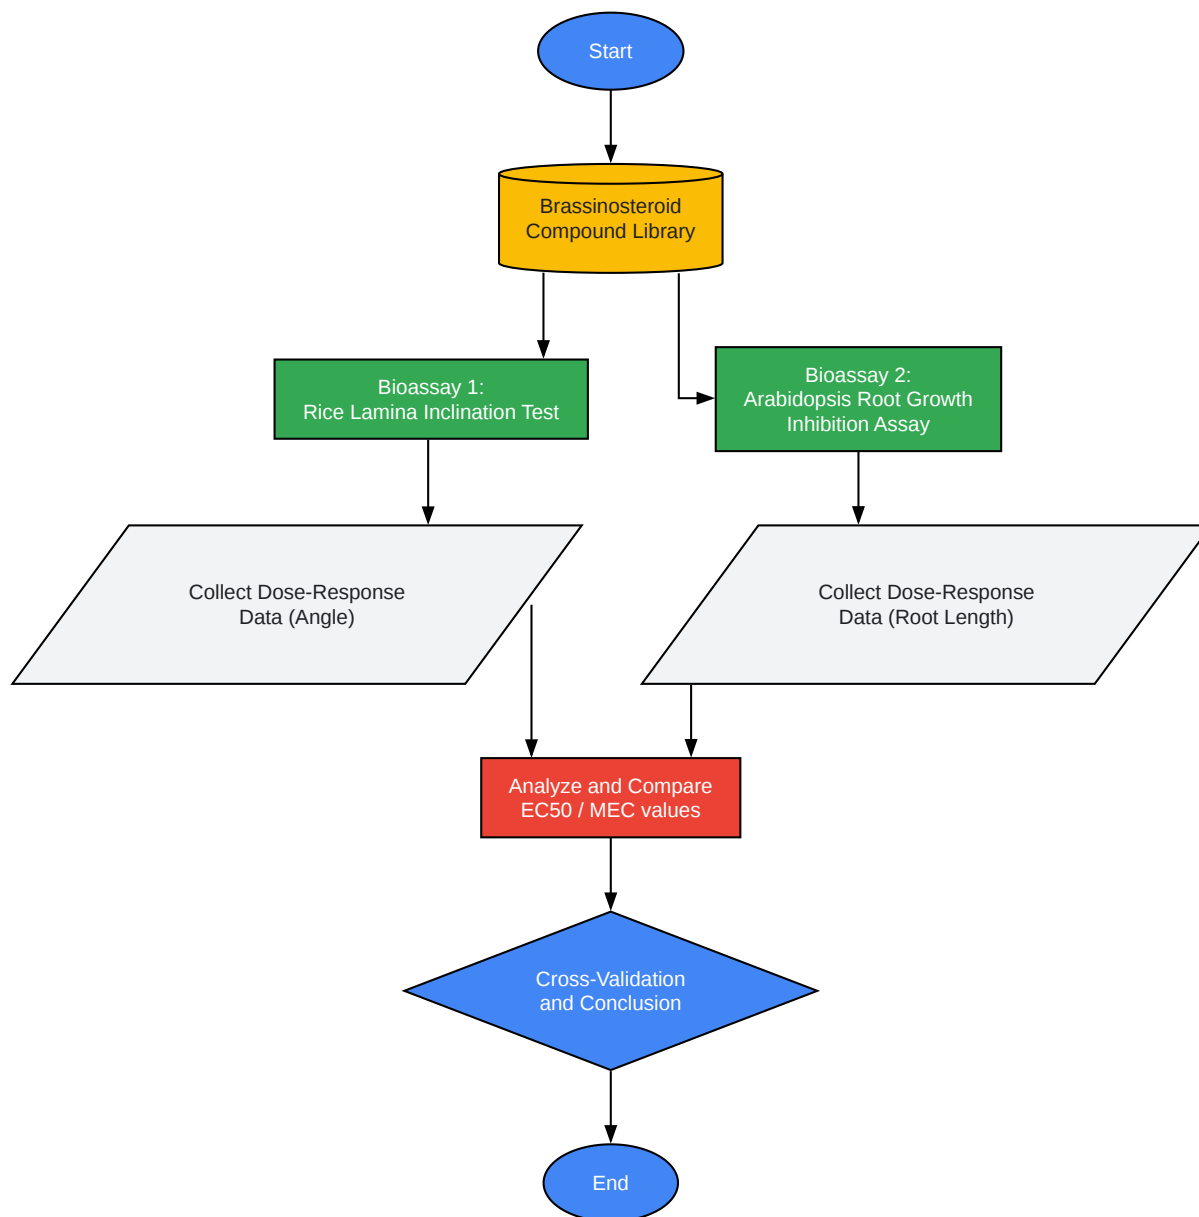 Start
Brassinosteroid
Compound Library
Bioassay 1:
Rice Lamina Inclination Test
Bioassay 2:
Arabidopsis Root Growth
Inhibition Assay
Collect Dose-Response
Data (Angle)
Collect Dose-Response
Data (Root Length)
Analyze and Compare
EC50 / MEC values
Cross-Validation
and Conclusion
End